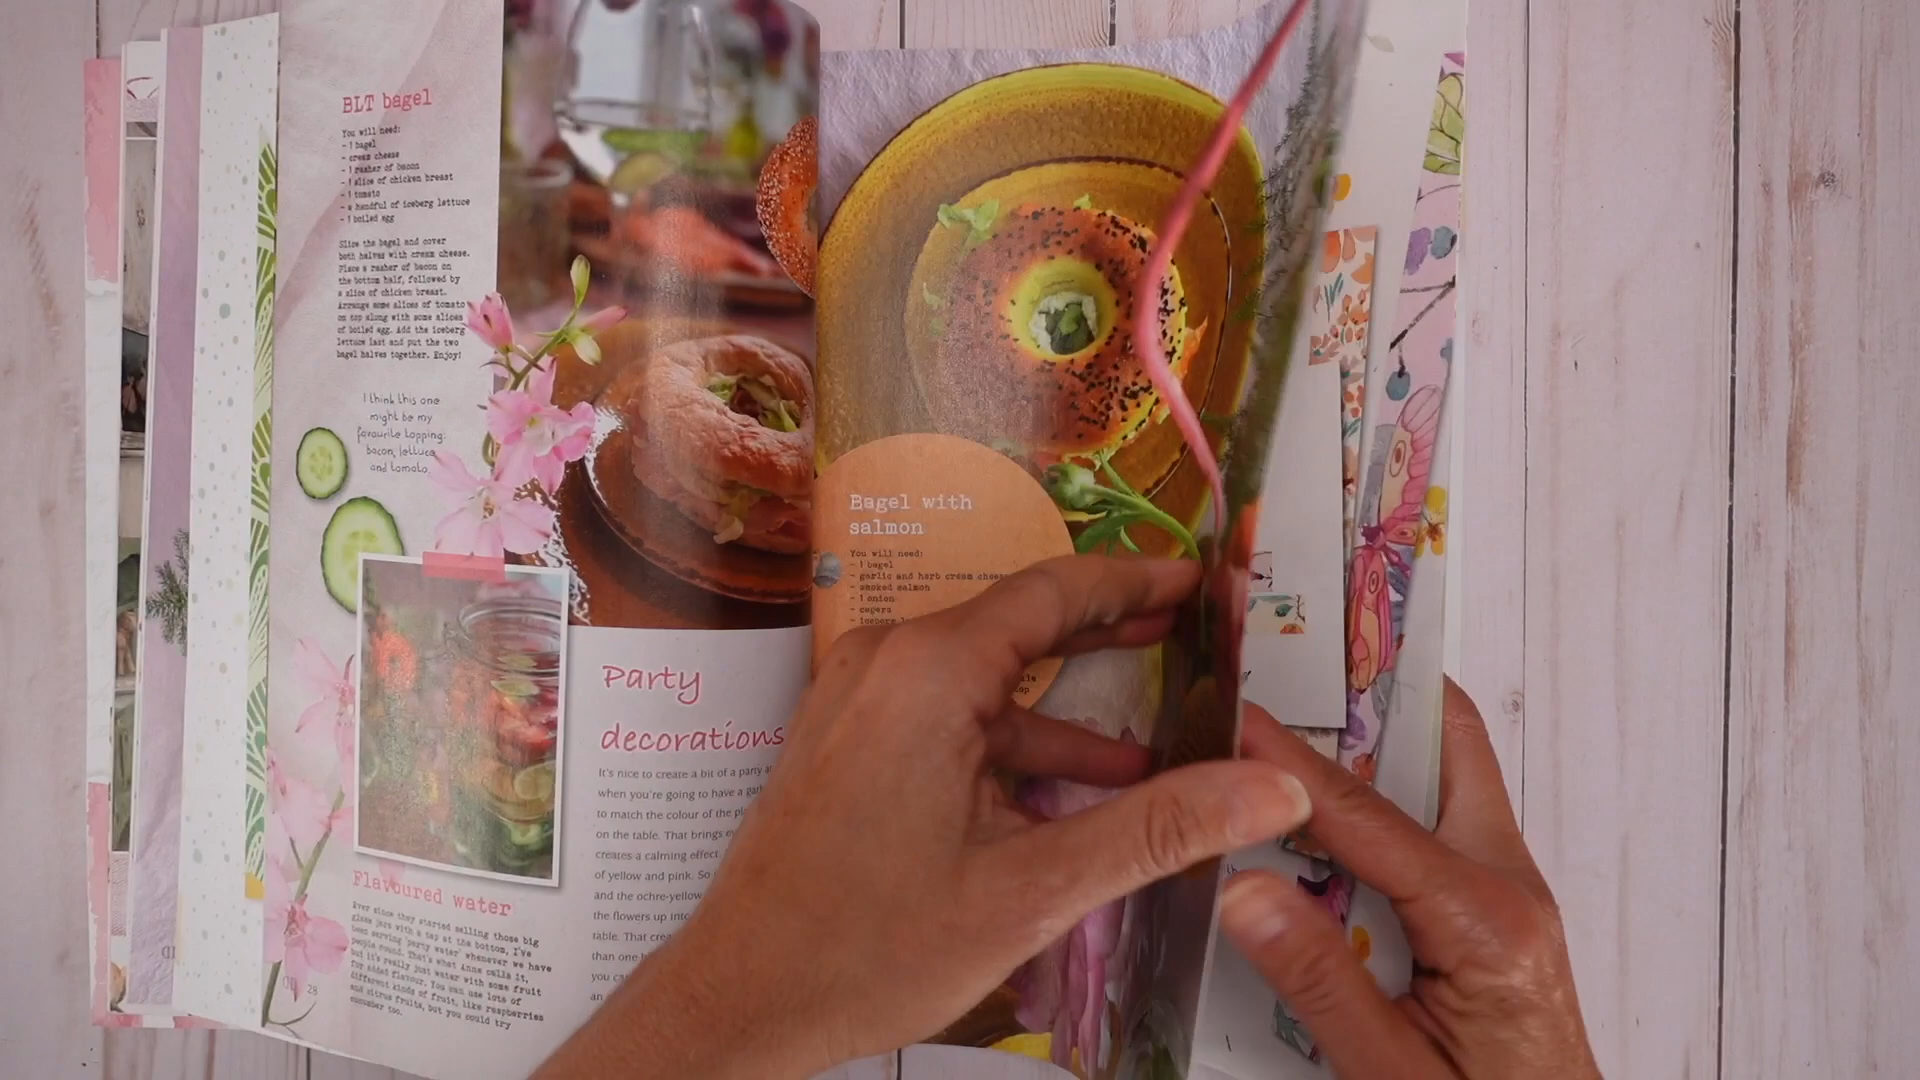 BLT bagel
You will need:
- 1 bagel
- cream cheese
- 1 rasher of bacon
- 1 slice of chicken breast
- 1 tomato
- a handful of iceberg lettuce
- 1 boiled egg
Slice the bagel and cover
both halves with cream cheese.
Place a rasher of bacon on
the bottom half, followed by
a slice of chicken breast.
Arrange some slices of tomato
on top along with some slices
of boiled egg. Add the iceberg
lettuce last and put the two
bagel halves together. Enjoy!
I think this one
might be my
favourite topping:
bacon, lettuce
and tomato.
Flavoured water
Ever since they started selling those big
glass jars with a tap at the bottom, I've
been serving 'party water' whenever we have
people round. That's what Anna calls it,
but it's really just water with some fruit
for added flavour. You can use lots of
different kinds of fruit, like raspberries
and citrus fruits, but you could try
cucumber too.
28
Party
decorations
It's nice to create a bit of a party
when you're going to have a
to match the colour of the
on the table. That brings
creates a calming effect.
of yellow and pink. So
and the ochre-yellow
the flowers up into
table. That
than one
you
an
Bagel with
salmon
You will need:
- 1 bagel
- garlic and herb cream cheese
- smoked salmon
- 1 onion
- capers
- iceberg